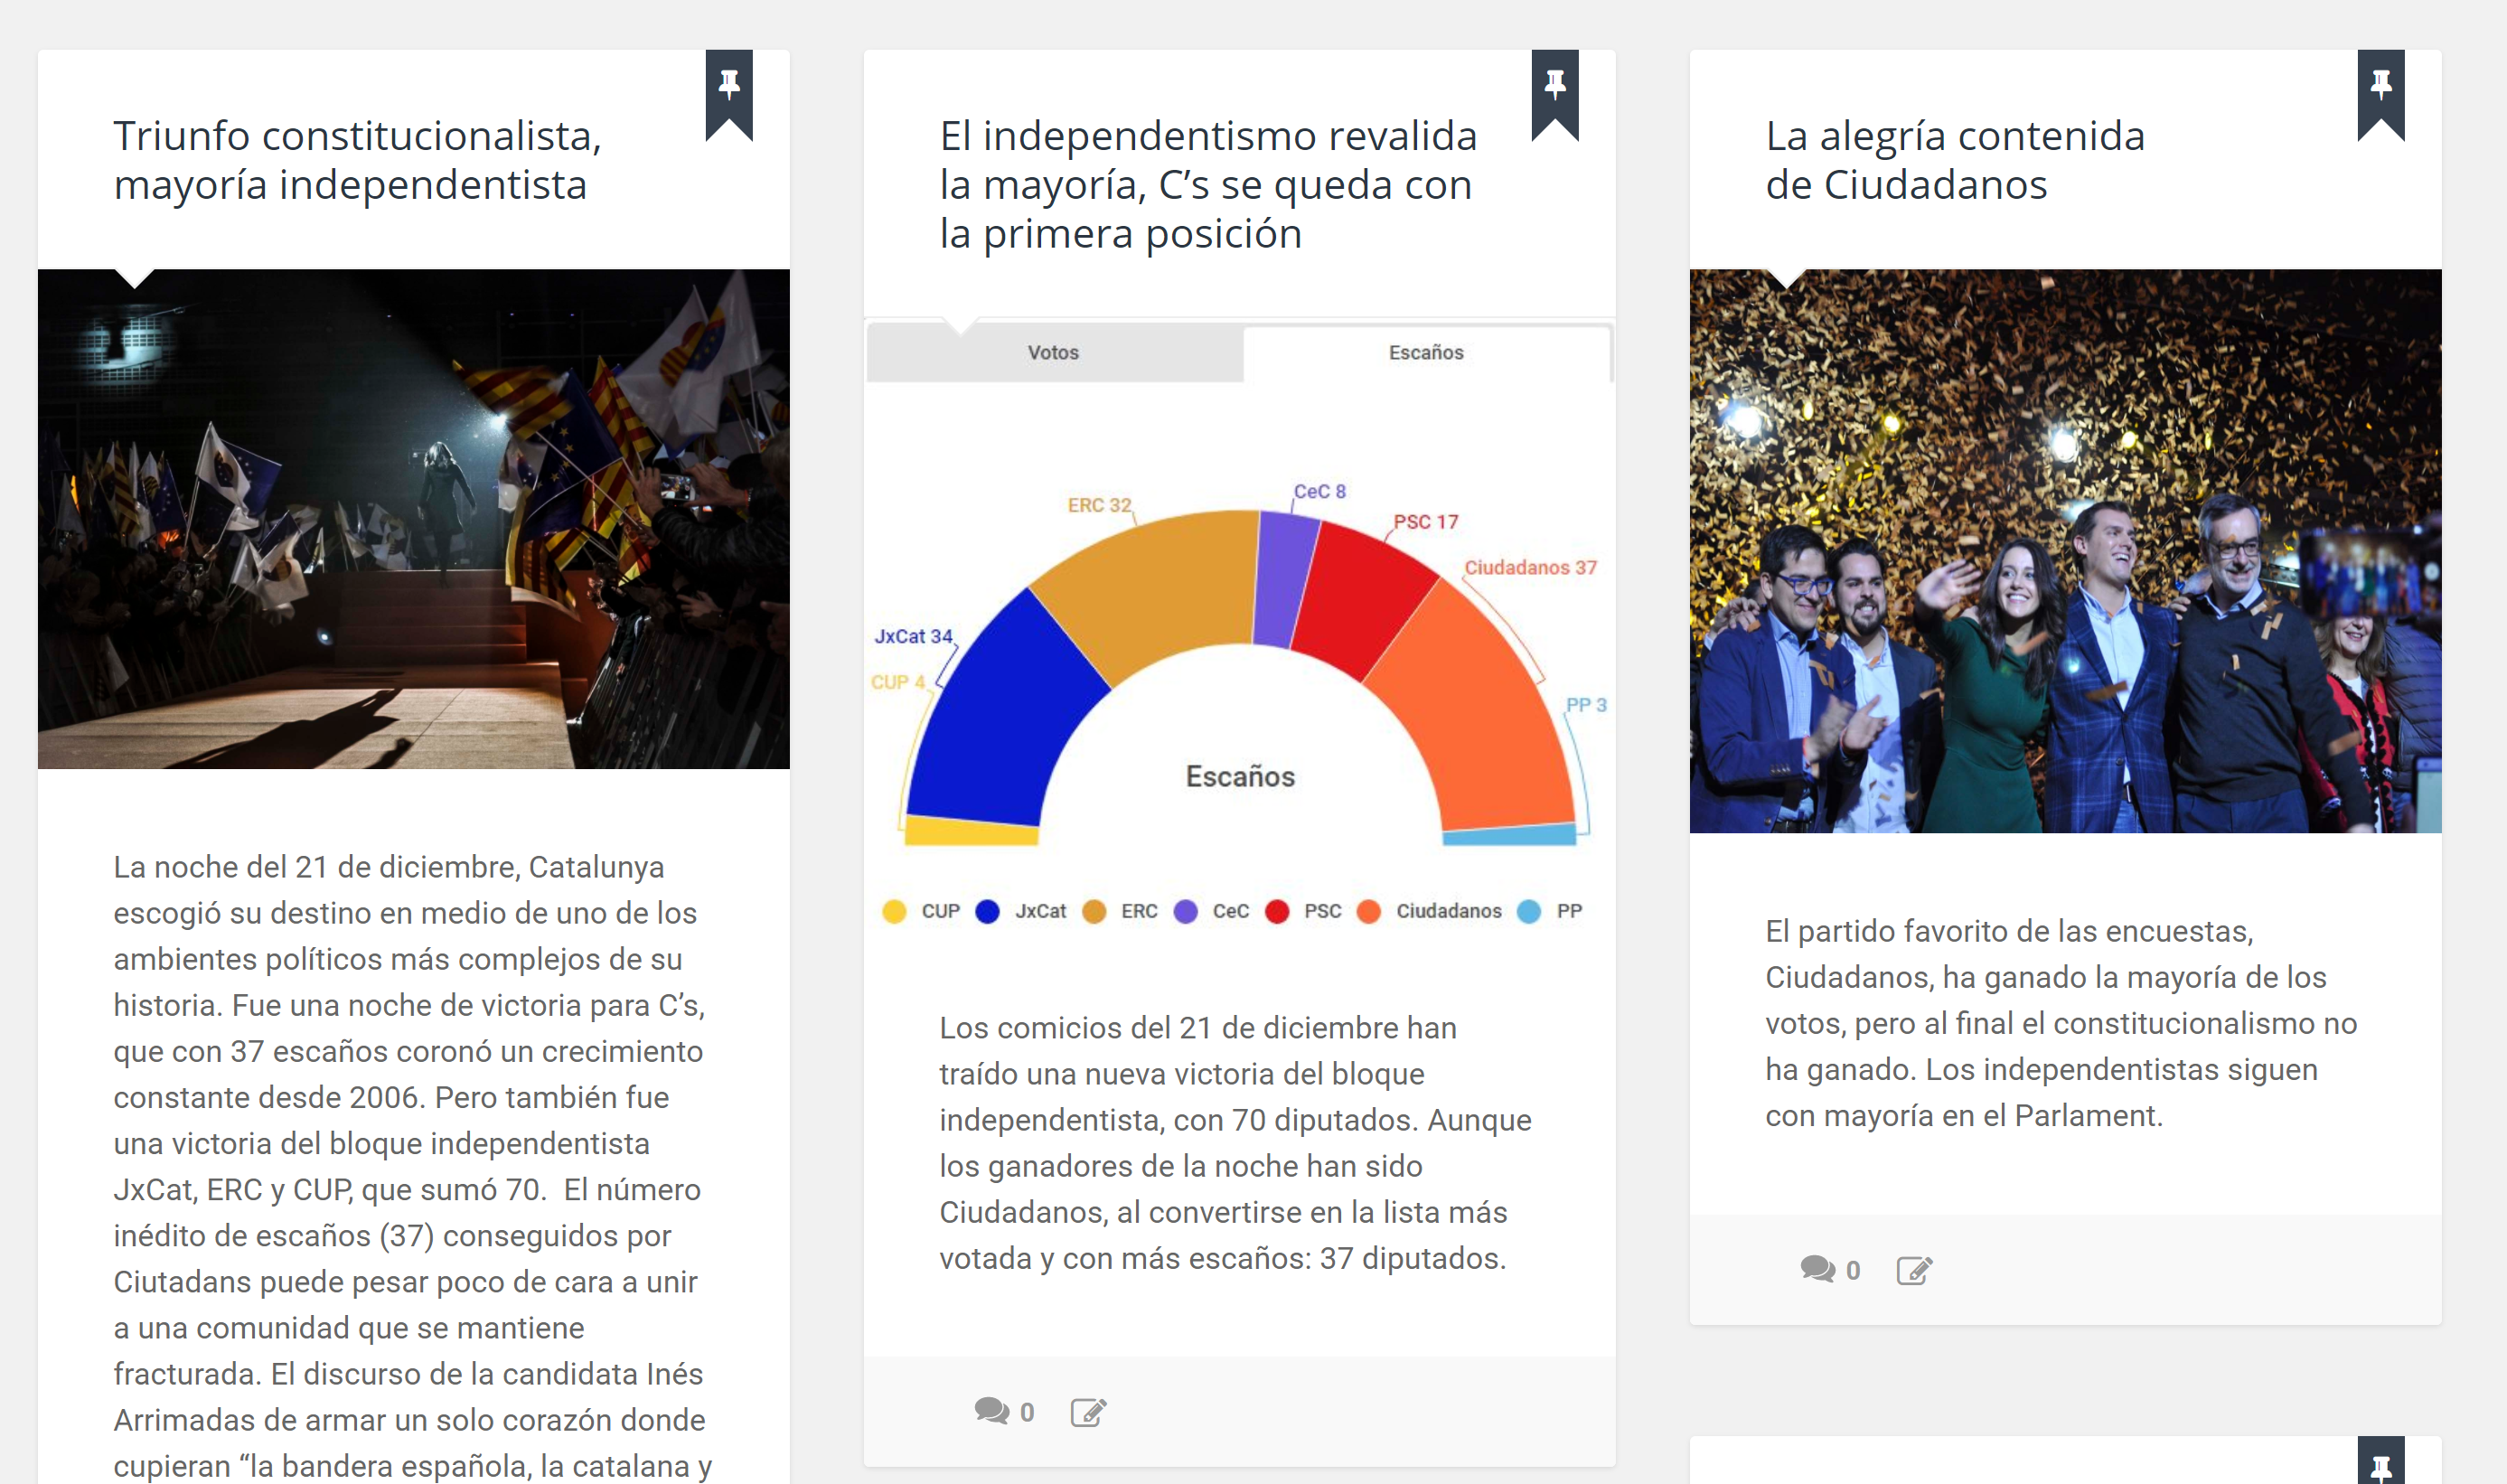 Triunfo constitucionalista,
mayoría independentista
La noche del 21 de diciembre, Catalunya
escogió su destino en medio de uno de los
ambientes políticos más complejos de su
historia. Fue una noche de victoria para C’s,
que con 37 escaños coronó un crecimiento
constante desde 2006. Pero también fue
una victoria del bloque independentista
JxCat, ERC y CUP, que sumó 70.  El número
inédito de escaños (37) conseguidos por
Ciutadans puede pesar poco de cara a unir
a una comunidad que se mantiene
fracturada. El discurso de la candidata Inés
Arrimadas de armar un solo corazón donde
cupieran “la bandera española, la catalana y
El independentismo revalida
la mayoría, C’s se queda con
la primera posición
Votos
Escaños
CeC 8
ERC 32
PSC 17
Ciudadanos 37
JxCat 34
CUP 4
PP 3
Escaños
CUP JxCat ERC CeC PSC Ciudadanos PP
Los comicios del 21 de diciembre han
traído una nueva victoria del bloque
independentista, con 70 diputados. Aunque
los ganadores de la noche han sido
Ciudadanos, al convertirse en la lista más
votada y con más escaños: 37 diputados.
0
La alegría contenida
de Ciudadanos
El partido favorito de las encuestas,
Ciudadanos, ha ganado la mayoría de los
votos, pero al final el constitucionalismo no
ha ganado. Los independentistas siguen
con mayoría en el Parlament.
0